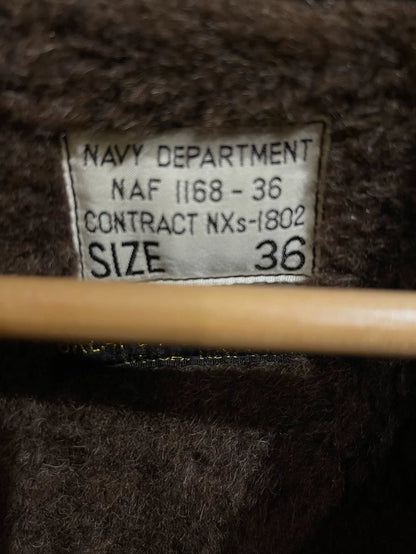 NAVY DEPARTMENT
NAF 1168 - 36
CONTRACT NXs-1802
SIZE 36